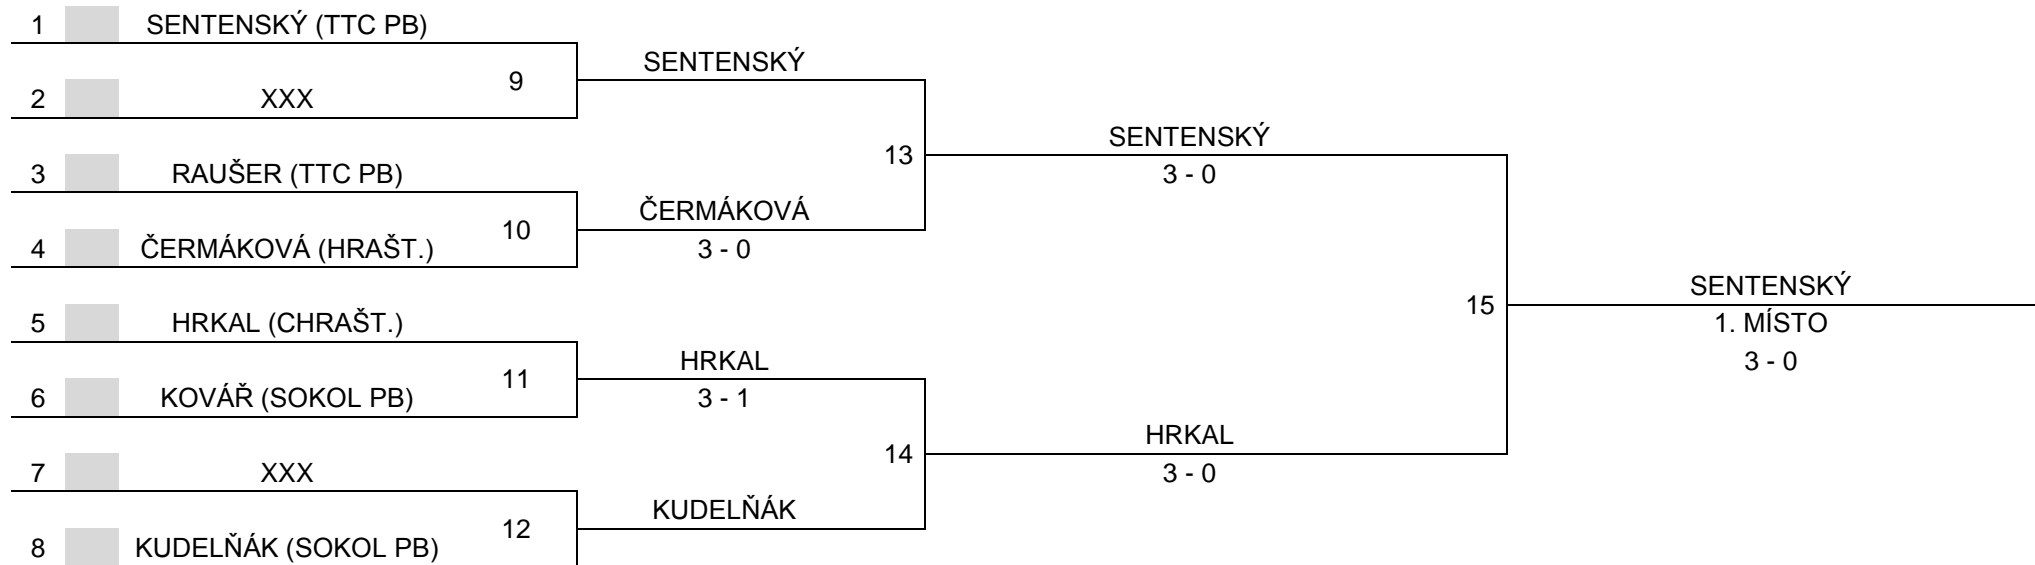 1 SENTENSKÝ (TTC PB)
SENTENSKÝ
9
2 XXX
SENTENSKÝ
13
3 RAUŠER (TTC PB)
3 - 0
ČERMÁKOVÁ
10
4 ČERMÁKOVÁ (HRAŠT.)
3 - 0
SENTENSKÝ
15
5 HRKAL (CHRAŠT.)
1. MÍSTO
HRKAL
3 - 0
11
6 KOVÁŘ (SOKOL PB)
3 - 1
HRKAL
14
7 XXX
3 - 0
KUDELŇÁK
12
8 KUDELŇÁK (SOKOL PB)